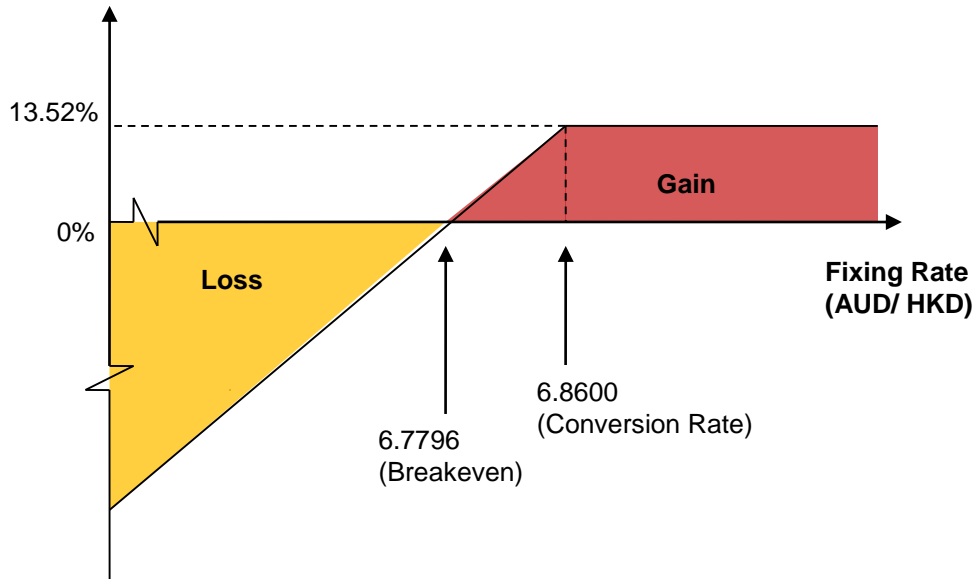 13.52%
Gain
0%
Loss
Fixing Rate
(AUD/ HKD)
6.8600
(Conversion Rate)
6.7796
(Breakeven)